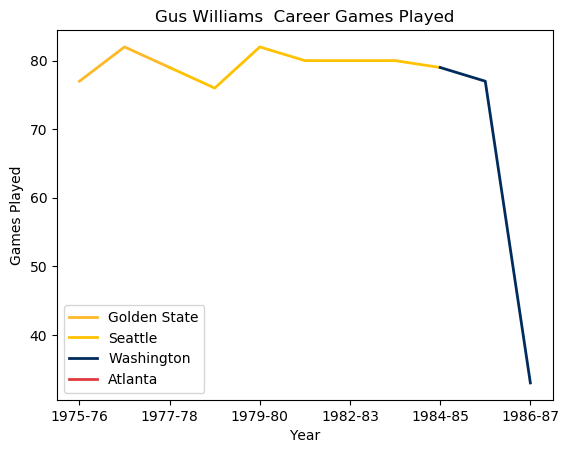 Gus Williams  Career Games Played
80
70
60
50
40
Games Played
Golden State
Seattle
Washington
Atlanta
1975-76 1977-78 1979-80 1982-83 1984-85 1986-87
Year